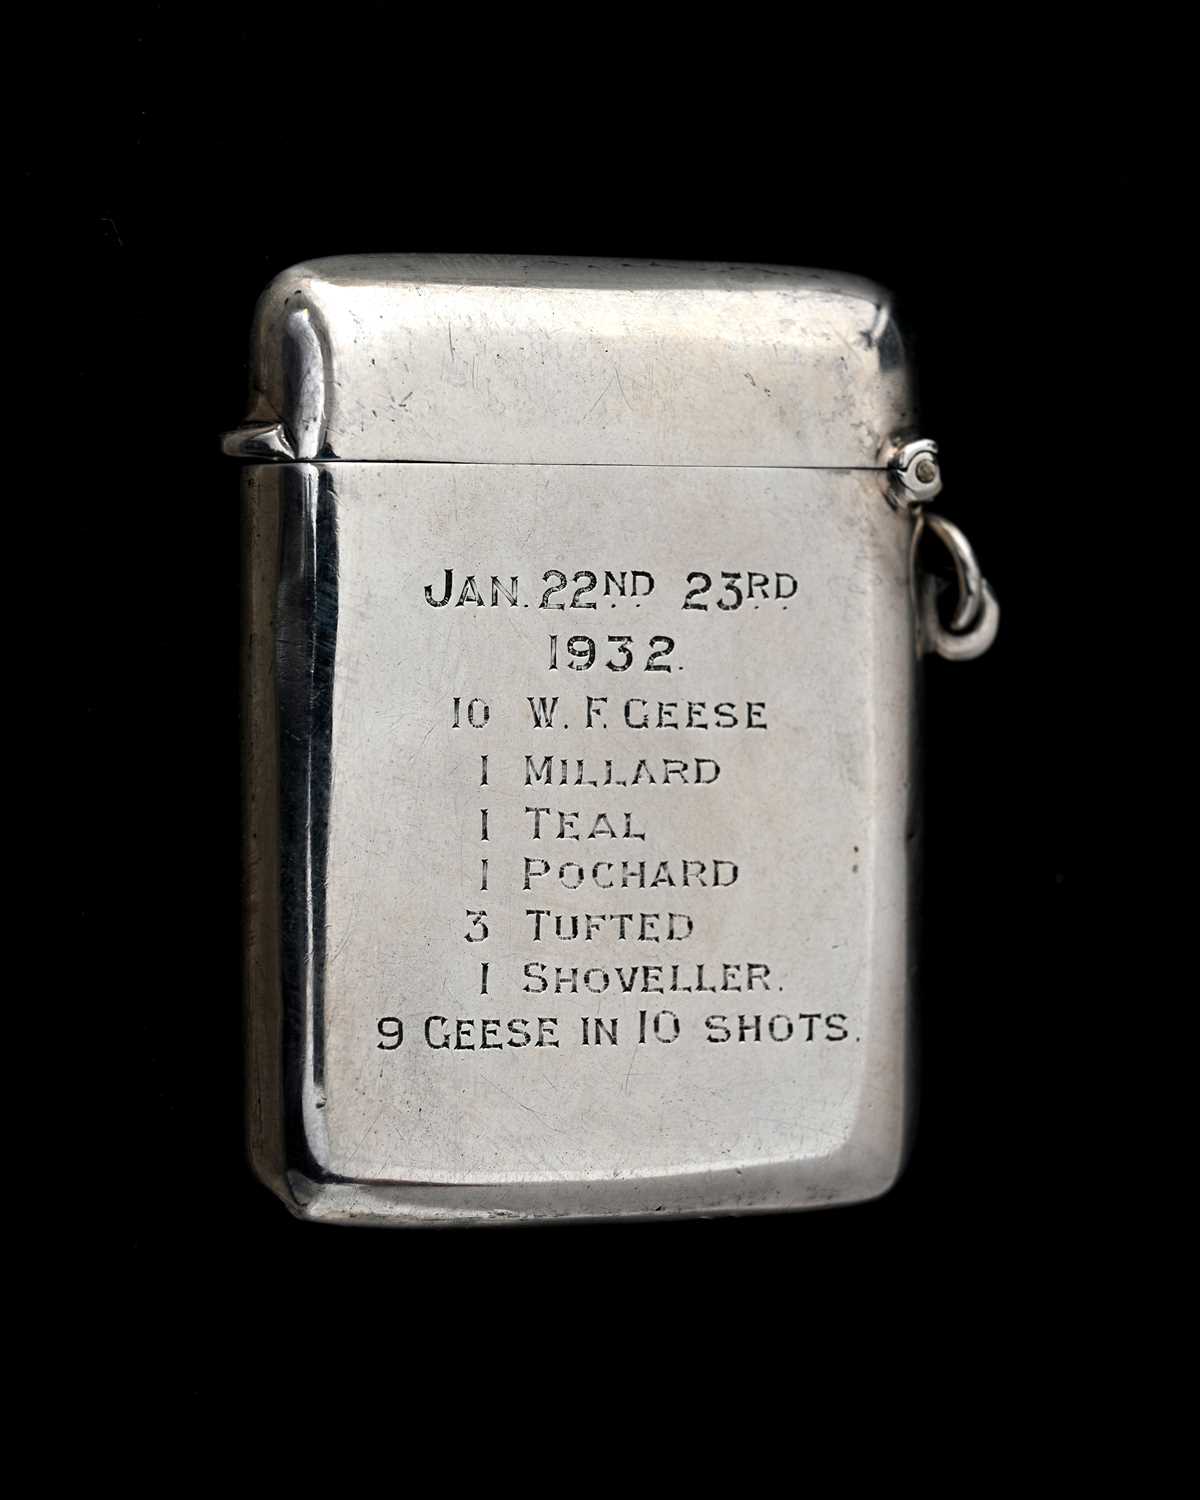 JAN. 22ND 23RD
1932.
10 W. F. GEESE
1 MILLARD
1 TEAL
1 POCHARD
3 TUFTED
1 SHOVELLER.
9 GEESE IN 10 SHOTS.